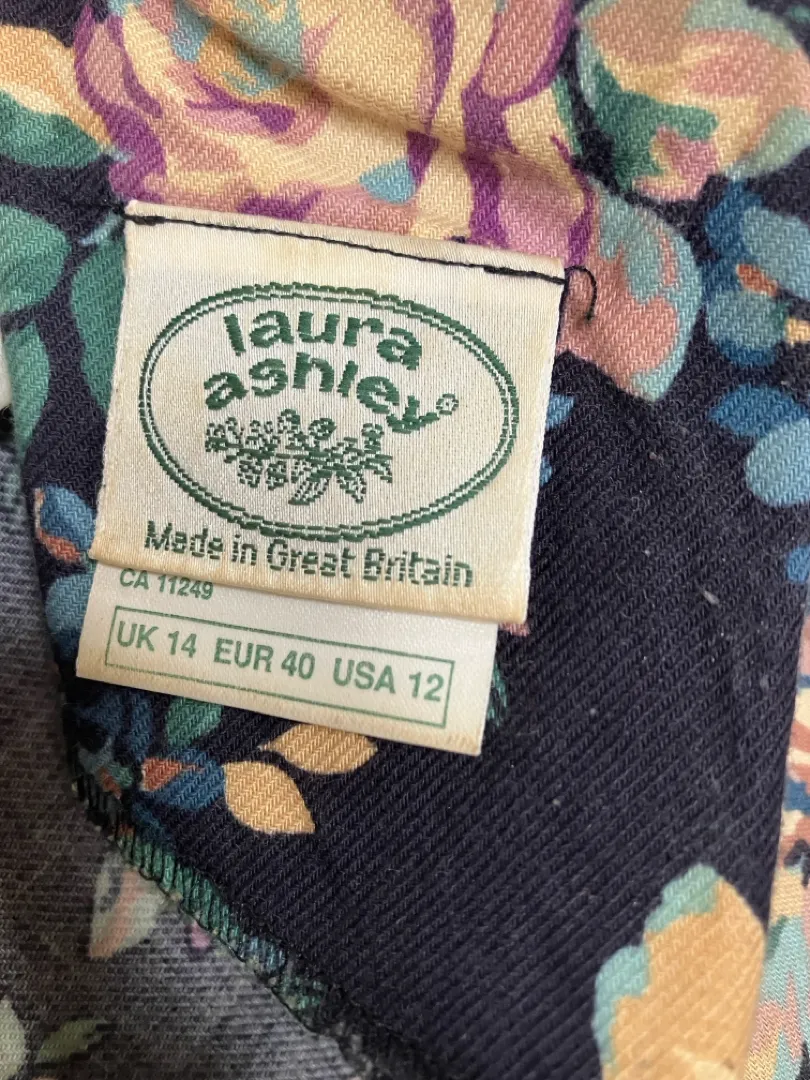 laura
ashley®
Made in Great Britain
CA 11249
UK 14 EUR 40 USA 12